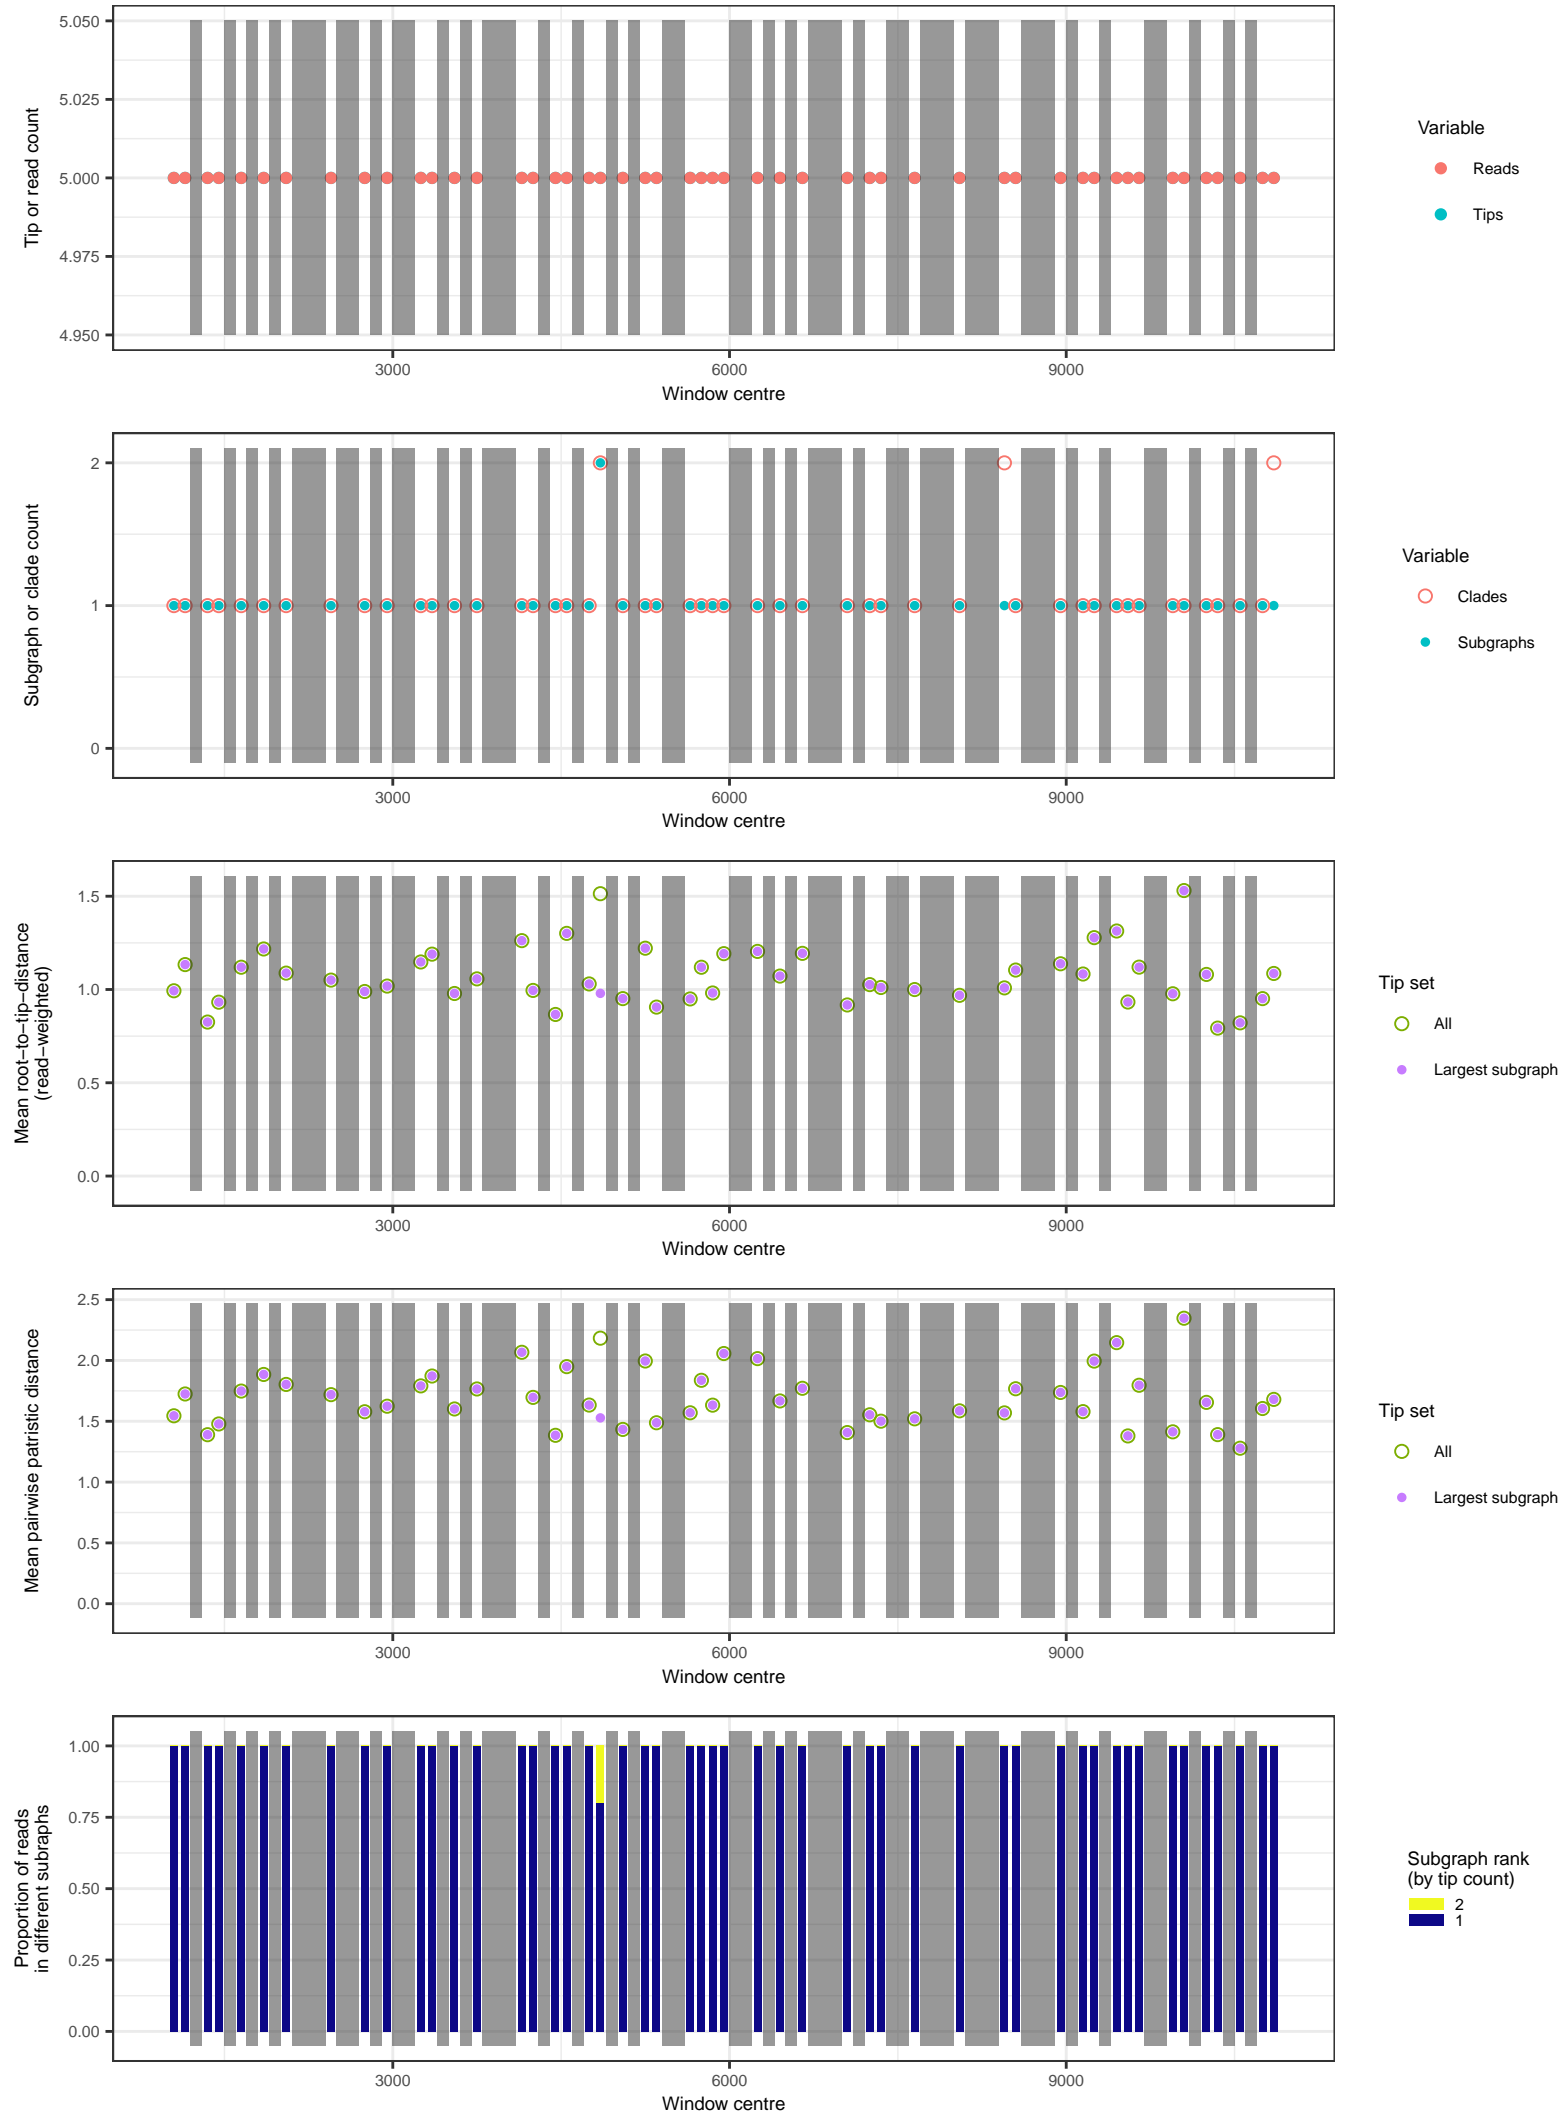 5.050
5.025
5.000
4.975
4.950
Tip or read count
3000 6000 9000
Window centre
Variable
Reads
Tips
2
1
0
Subgraph or clade count
3000 6000 9000
Window centre
Variable
Clades
Subgraphs
1.5
1.0
0.5
0.0
Mean root−to−tip−distance
(read−weighted)
3000 6000 9000
Window centre
Tip set
All
Largest subgraph
2.5
2.0
1.5
1.0
0.5
0.0
Mean pairwise patristic distance
3000 6000 9000
Window centre
Tip set
All
Largest subgraph
1.00
0.75
0.50
0.25
0.00
Proportion of reads
in different subraphs
3000 6000 9000
Window centre
Subgraph rank
(by tip count)
2
1